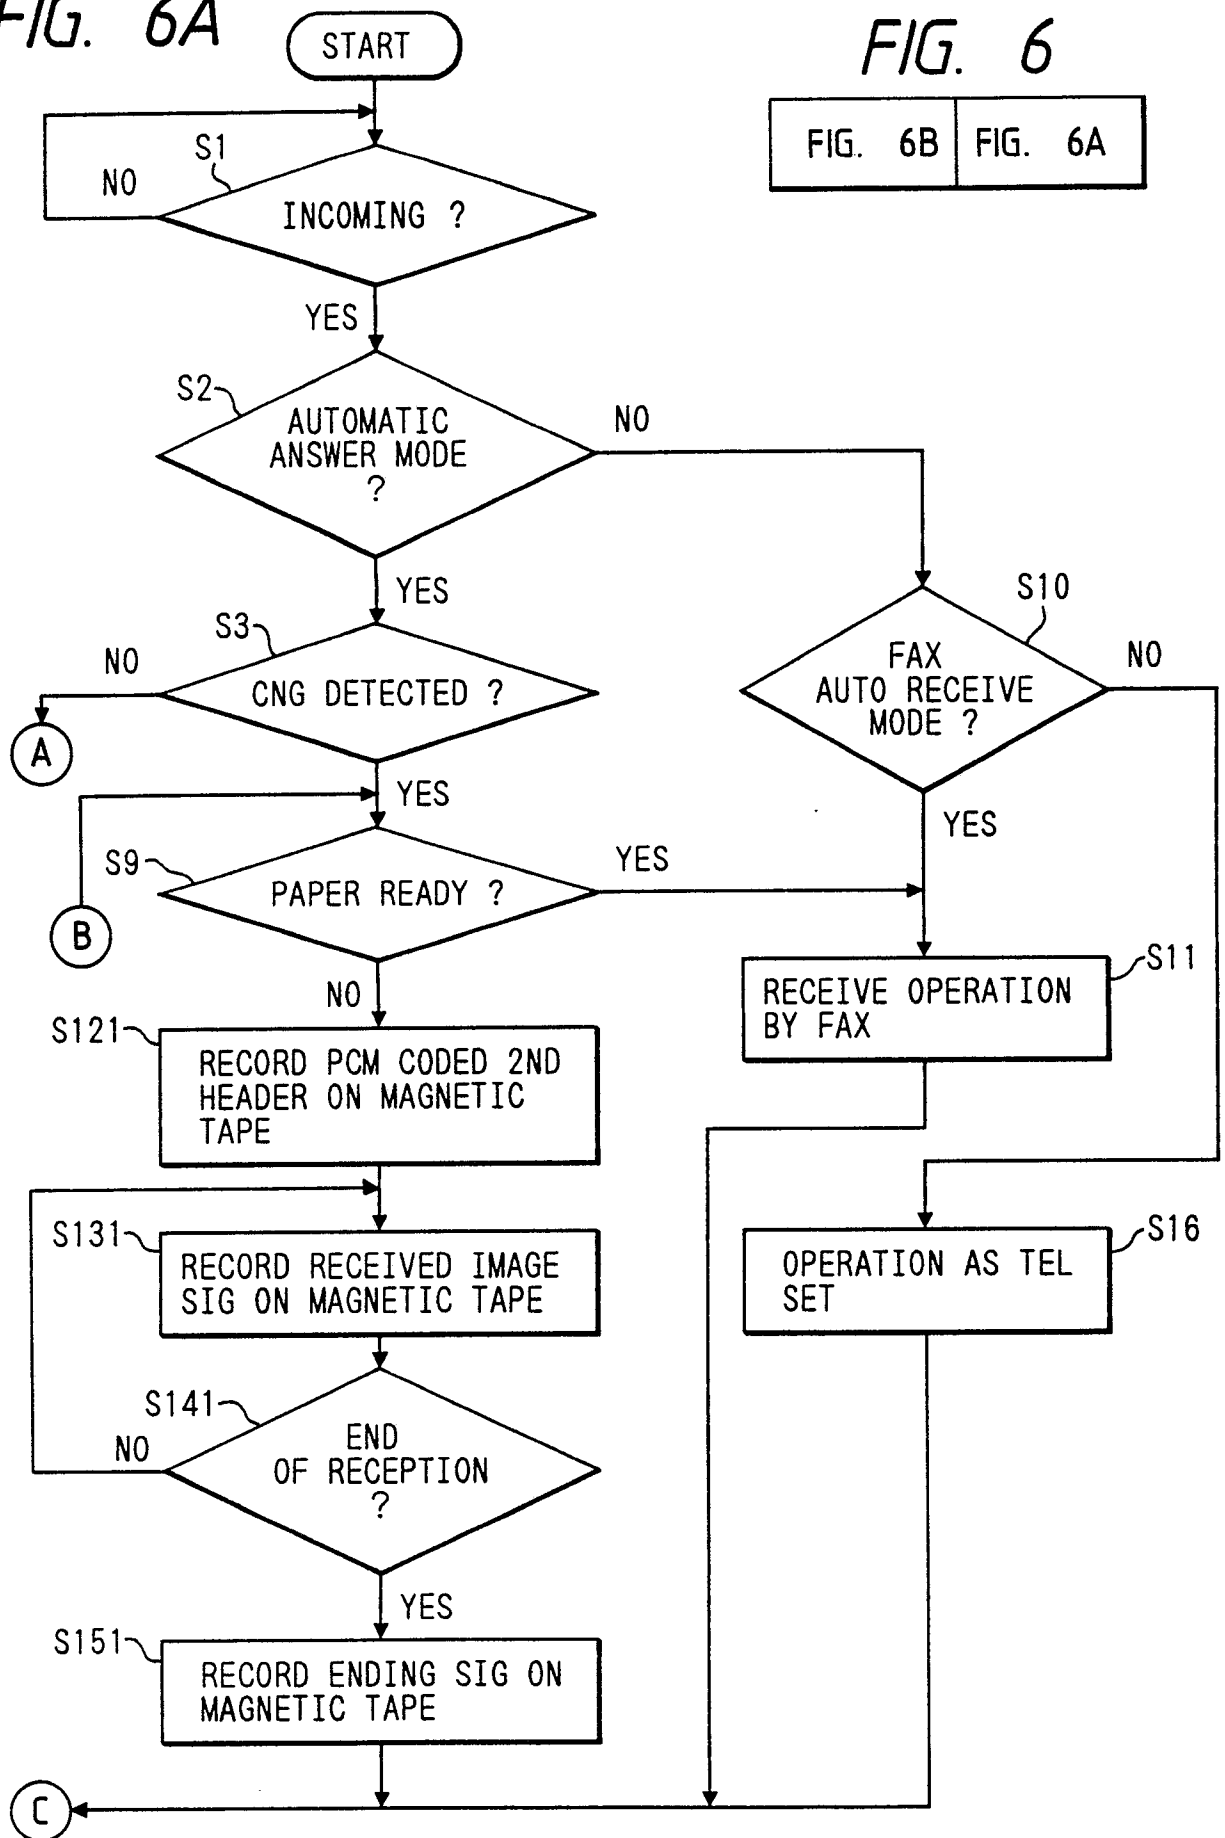 FIG. 6A
START
FIG. 6
FIG. 6B
FIG. 6A
S1
NO
INCOMING ?
YES
S2
AUTOMATIC
ANSWER MODE
?
NO
YES
S3
NO
CNG DETECTED ?
A
YES
S10
FAX
AUTO RECEIVE
MODE ?
NO
YES
S9
PAPER READY ?
YES
B
NO
S11
RECEIVE OPERATION
BY FAX
S121
RECORD PCM CODED 2ND
HEADER ON MAGNETIC
TAPE
S131
RECORD RECEIVED IMAGE
SIG ON MAGNETIC TAPE
S16
OPERATION AS TEL
SET
S141
NO
END
OF RECEPTION
?
YES
S151
RECORD ENDING SIG ON
MAGNETIC TAPE
C